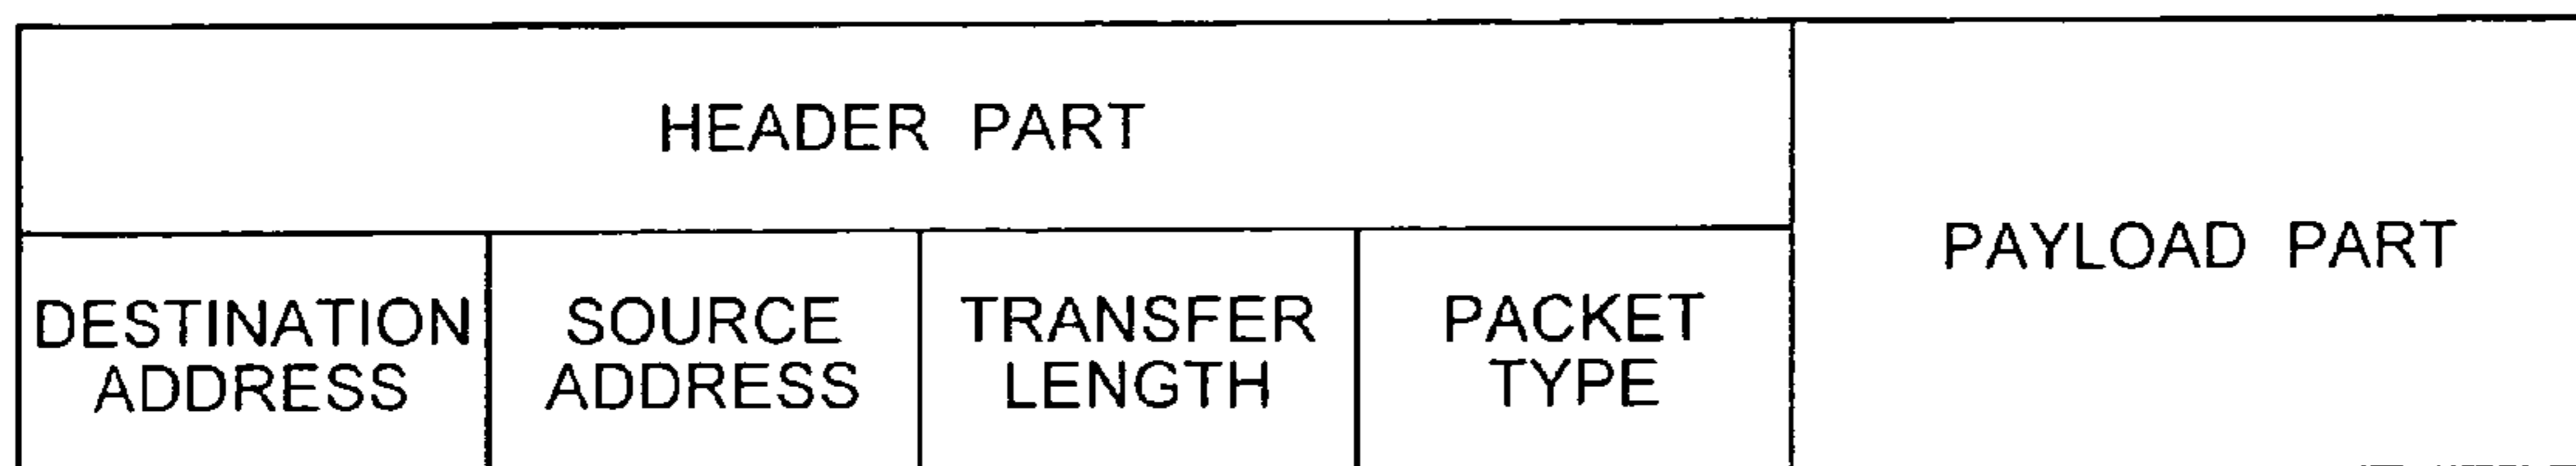 HEADER PART
PAYLOAD PART
DESTINATION
ADDRESS
SOURCE
ADDRESS
TRANSFER
LENGTH
PACKET
TYPE